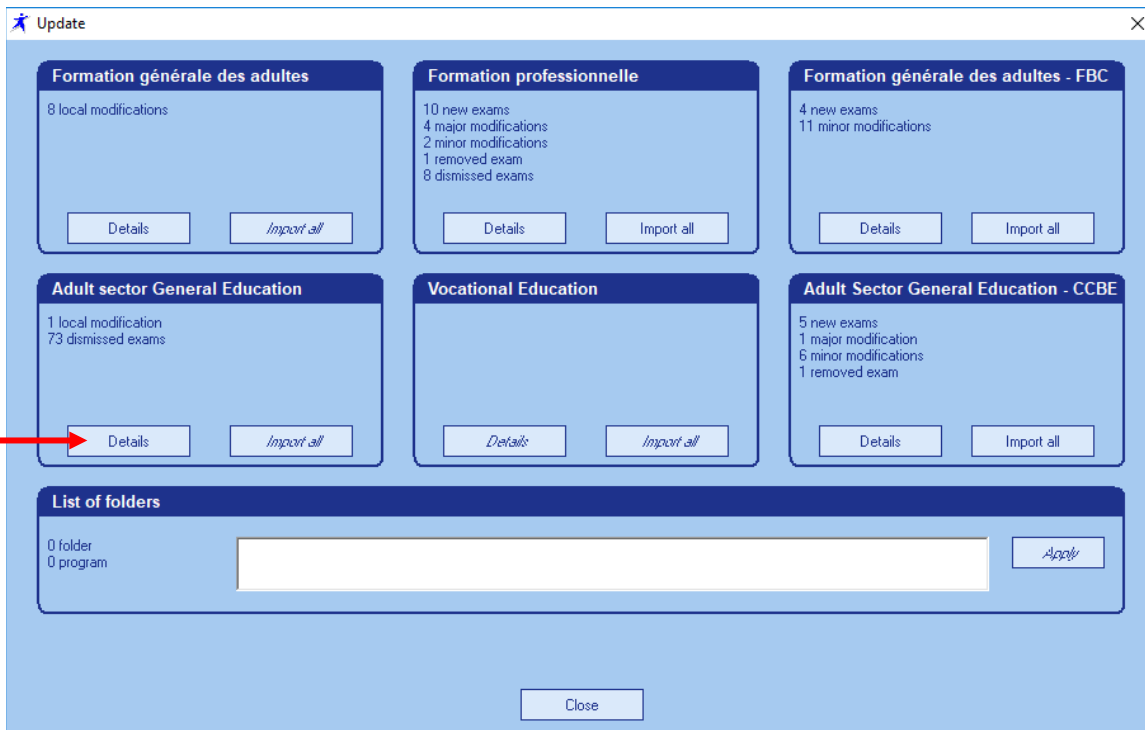 Update
Formation générale des adultes
8 local modifications
Details
Import all
Formation professionnelle
10 new exams
4 major modifications
2 minor modifications
1 removed exam
8 dismissed exams
Details
Import all
Formation générale des adultes - FBC
4 new exams
11 minor modifications
Details
Import all
Adult sector General Education
1 local modification
73 dismissed exams
Details
Import all
Vocational Education
Details
Import all
Adult Sector General Education - CCBE
5 new exams
1 major modification
6 minor modifications
1 removed exam
Details
Import all
List of folders
0 folder
0 program
Apply
Close